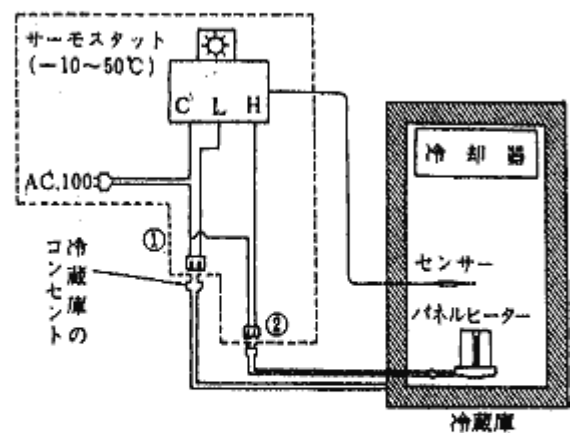 サーモスタット
(−10〜50℃)
C L H
AC.100
①
冷蔵庫の
コンセント
②
冷却器
センサー
パネルヒーター
冷蔵庫